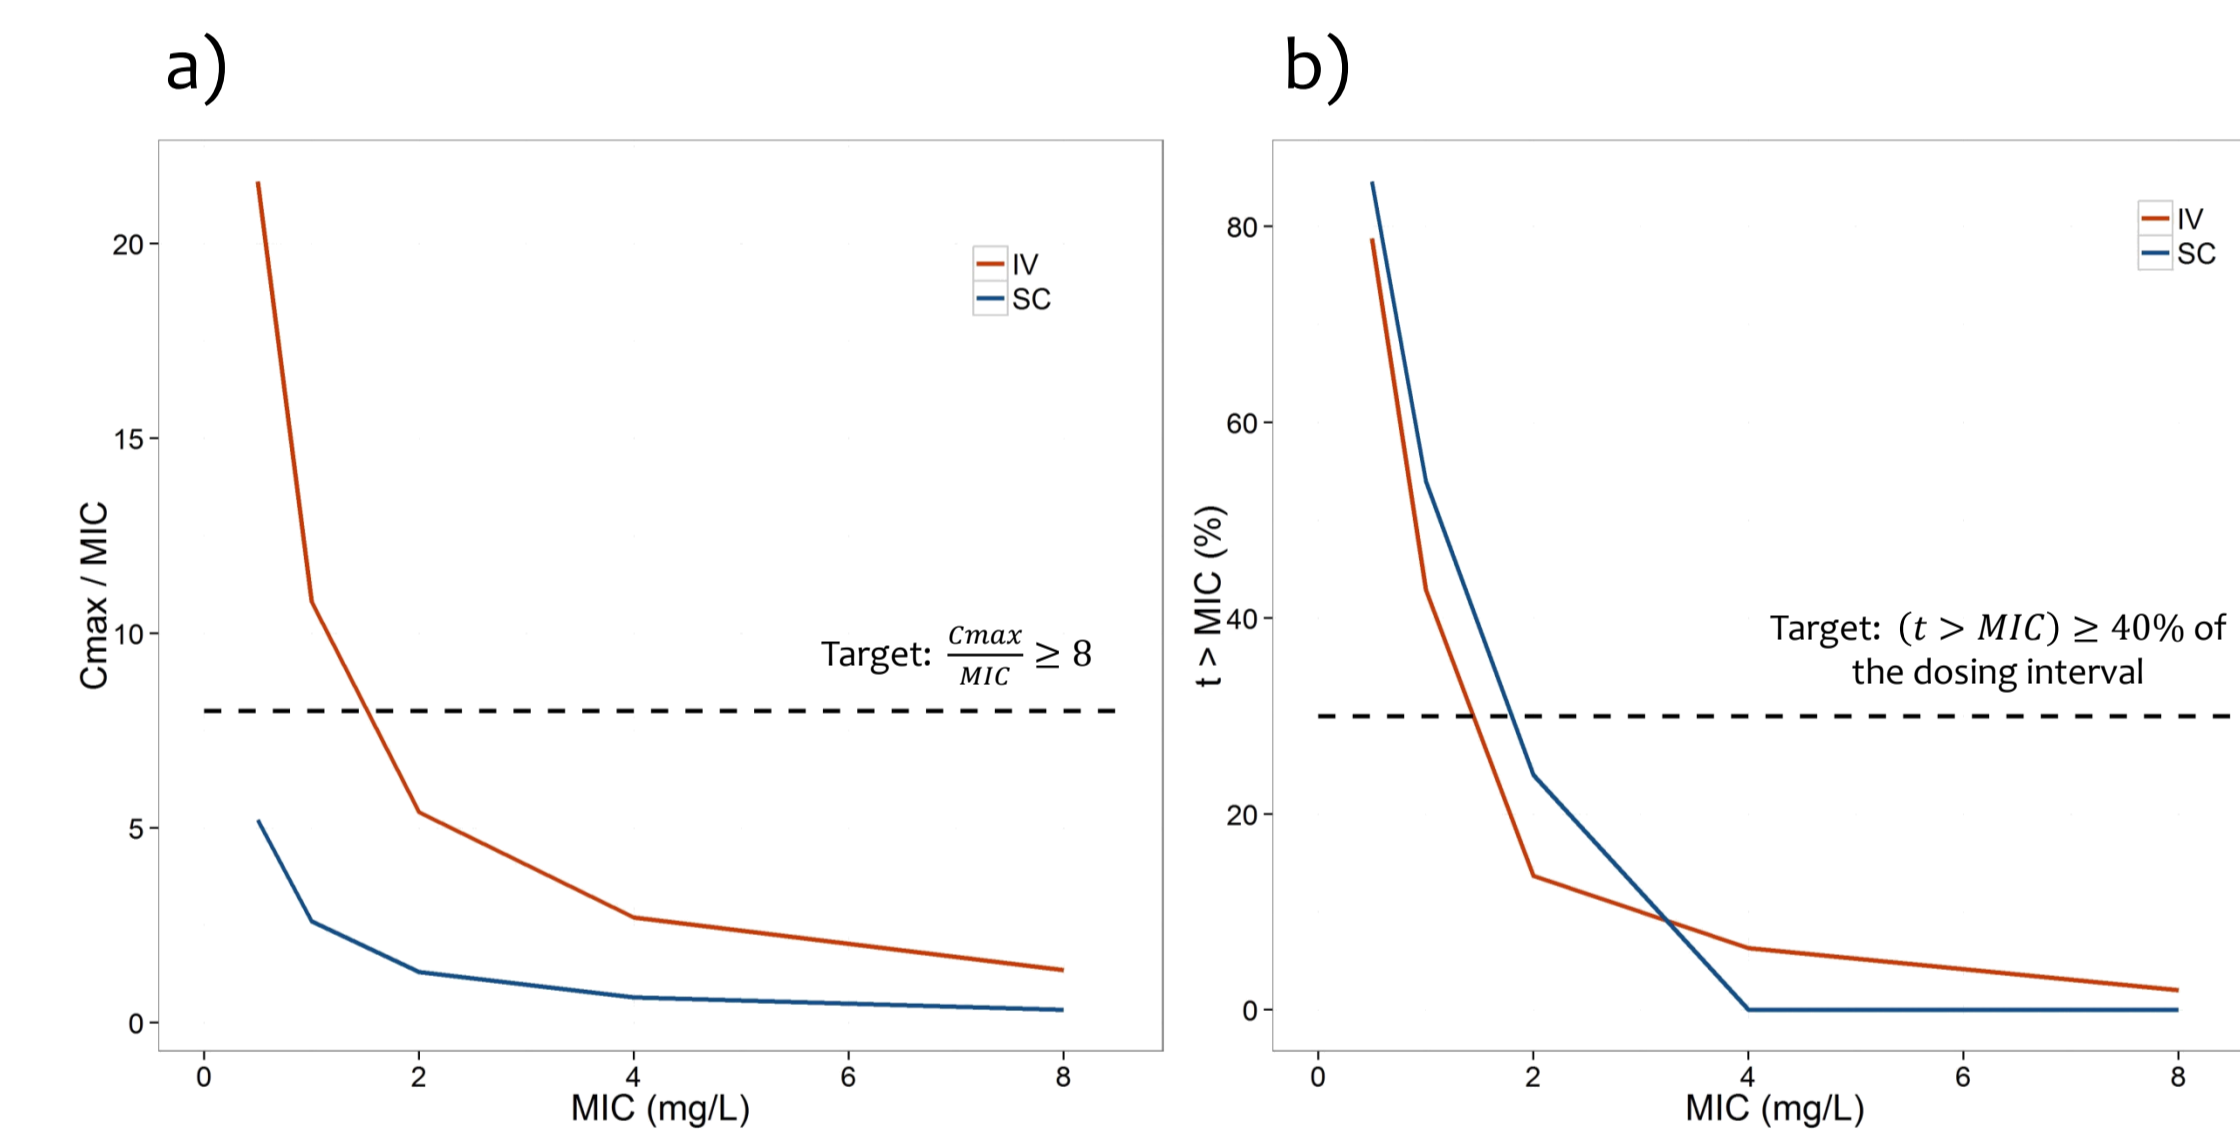 a)
Cmax / MIC
20
15
10
5
0
IV
SC
Target: Cmax/MIC ≥ 8
0 2 4 6 8
MIC (mg/L)
b)
t > MIC (%)
80
60
40
20
0
IV
SC
Target: (t > MIC) ≥ 40% of
the dosing interval
0 2 4 6 8
MIC (mg/L)